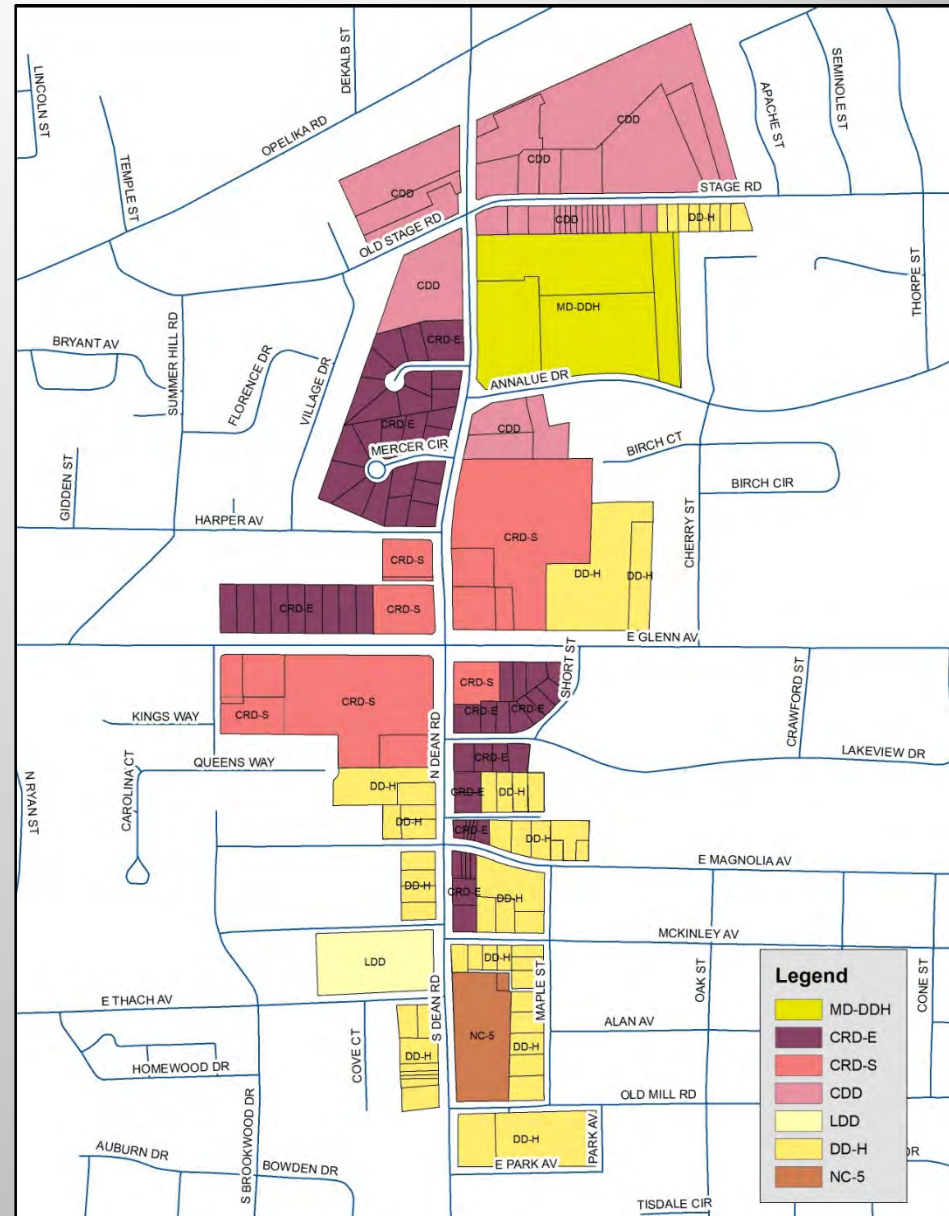 LINCOLN ST
DEKALB ST
OPELIKA RD
TEMPLE ST
APACHE ST
SEMINOLE ST
CDD
CDD
CDD
STAGE RD
OLD STAGE RD
CDD
DD-H
CDD
THORPE ST
MD-DDH
BRYANT AV
SUMMER HILL RD
FLORENCE DR
VILLAGE DR
CRD-E
ANNALUE DR
CRD-E
MERCER CIR
CDD
BIRCH CT
BIRCH CIR
GIDDEN ST
CHERRY ST
HARPER AV
CRD-S
CRD-S
DD-H
DD-H
CRD-E
CRD-S
E GLENN AV
SHORT ST
CRD-S
CRD-E
CRD-E
CRAWFORD ST
CRD-S
CRD-S
KINGS WAY
N DEAN RD
LAKEVIEW DR
N RYAN ST
CAROLINA CT
QUEENS WAY
CRD-E
DD-H
CRD-E
DD-H
DD-H
CRD-E
DD-H
E MAGNOLIA AV
DD-H
CRD-E
DD-H
MCKINLEY AV
LDD
DD-H
S DEAN RD
MAPLE ST
OAK ST
CONE ST
E THACH AV
NC-5
DD-H
ALAN AV
DD-H
COVE CT
HOMEWOOD DR
OLD MILL RD
S BROOKWOOD DR
AUBURN DR
BOWDEN DR
DD-H
E PARK AV
PARK AV
DR
TISDALE CIR
Legend
MD-DDH
CRD-E
CRD-S
CDD
LDD
DD-H
NC-5